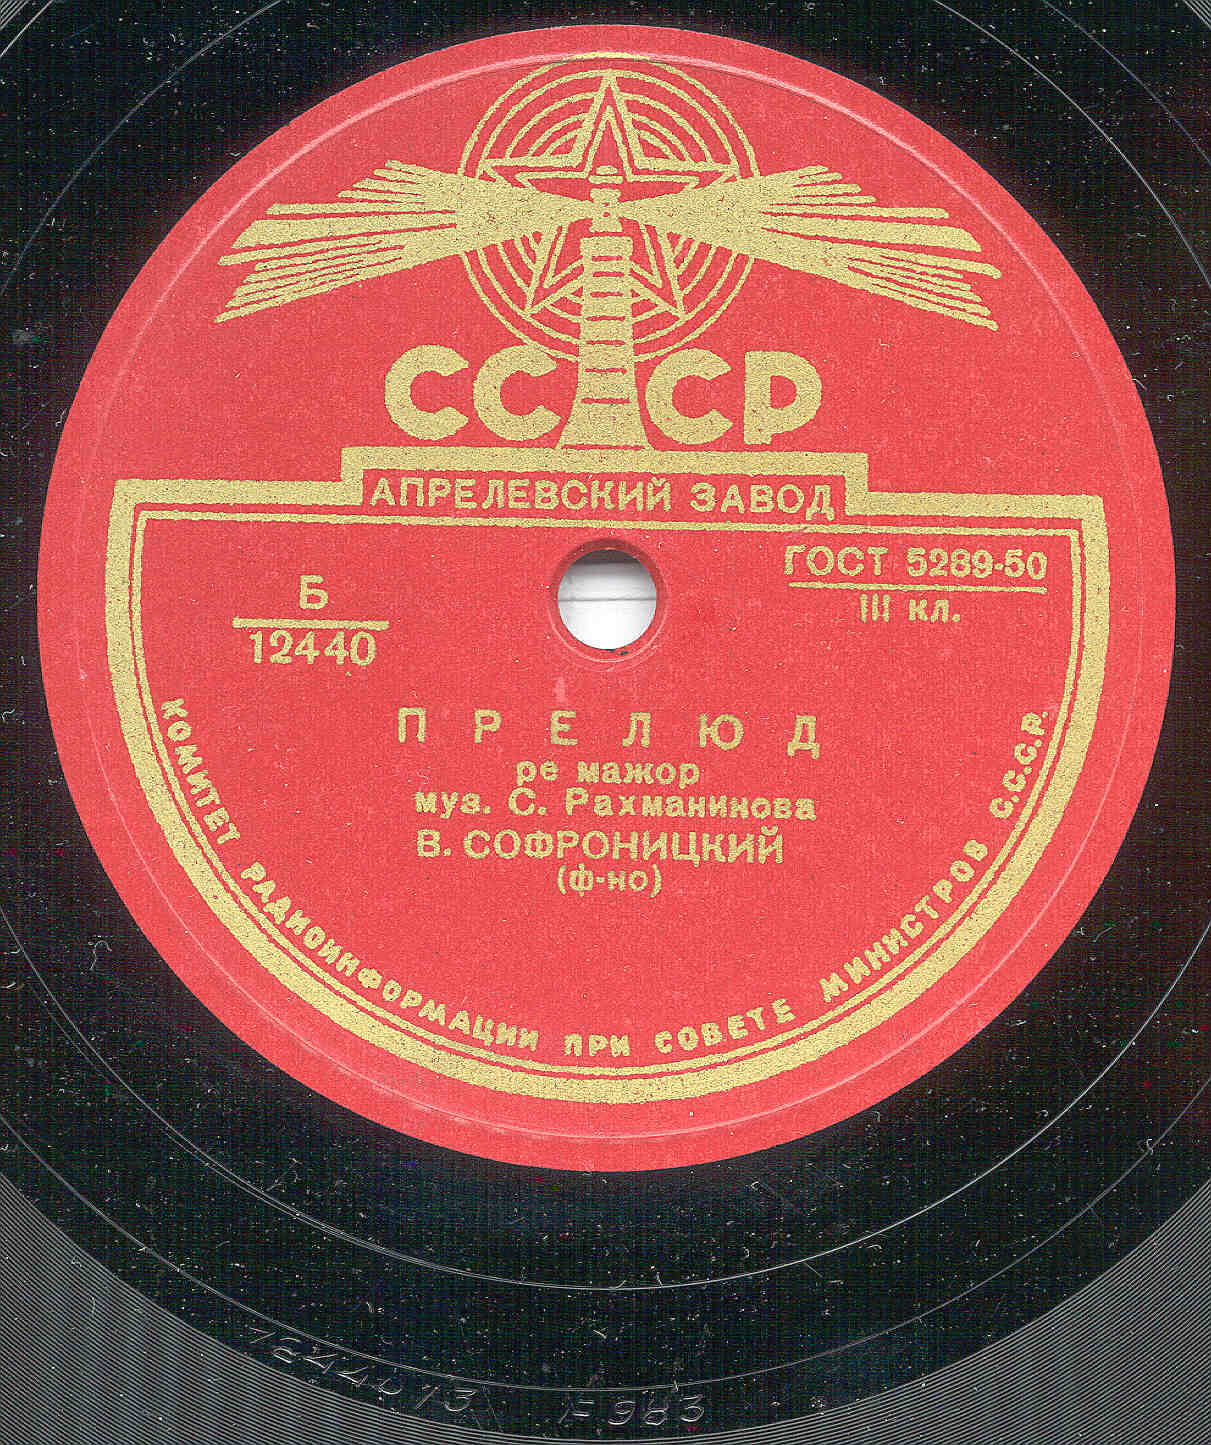 СССР
АПРЕЛЕВСКИЙ ЗАВОД
ГОСТ 5289-50
III кл.
Б
12440
ПРЕЛЮД
ре мажор
муз. С. Рахманинова
В. СОФРОНИЦКИЙ
(ф-но)
КОМИТЕТ РАДИОИНФОРМАЦИИ ПРИ СОВЕТЕ МИНИСТРОВ С.С.С.Р.